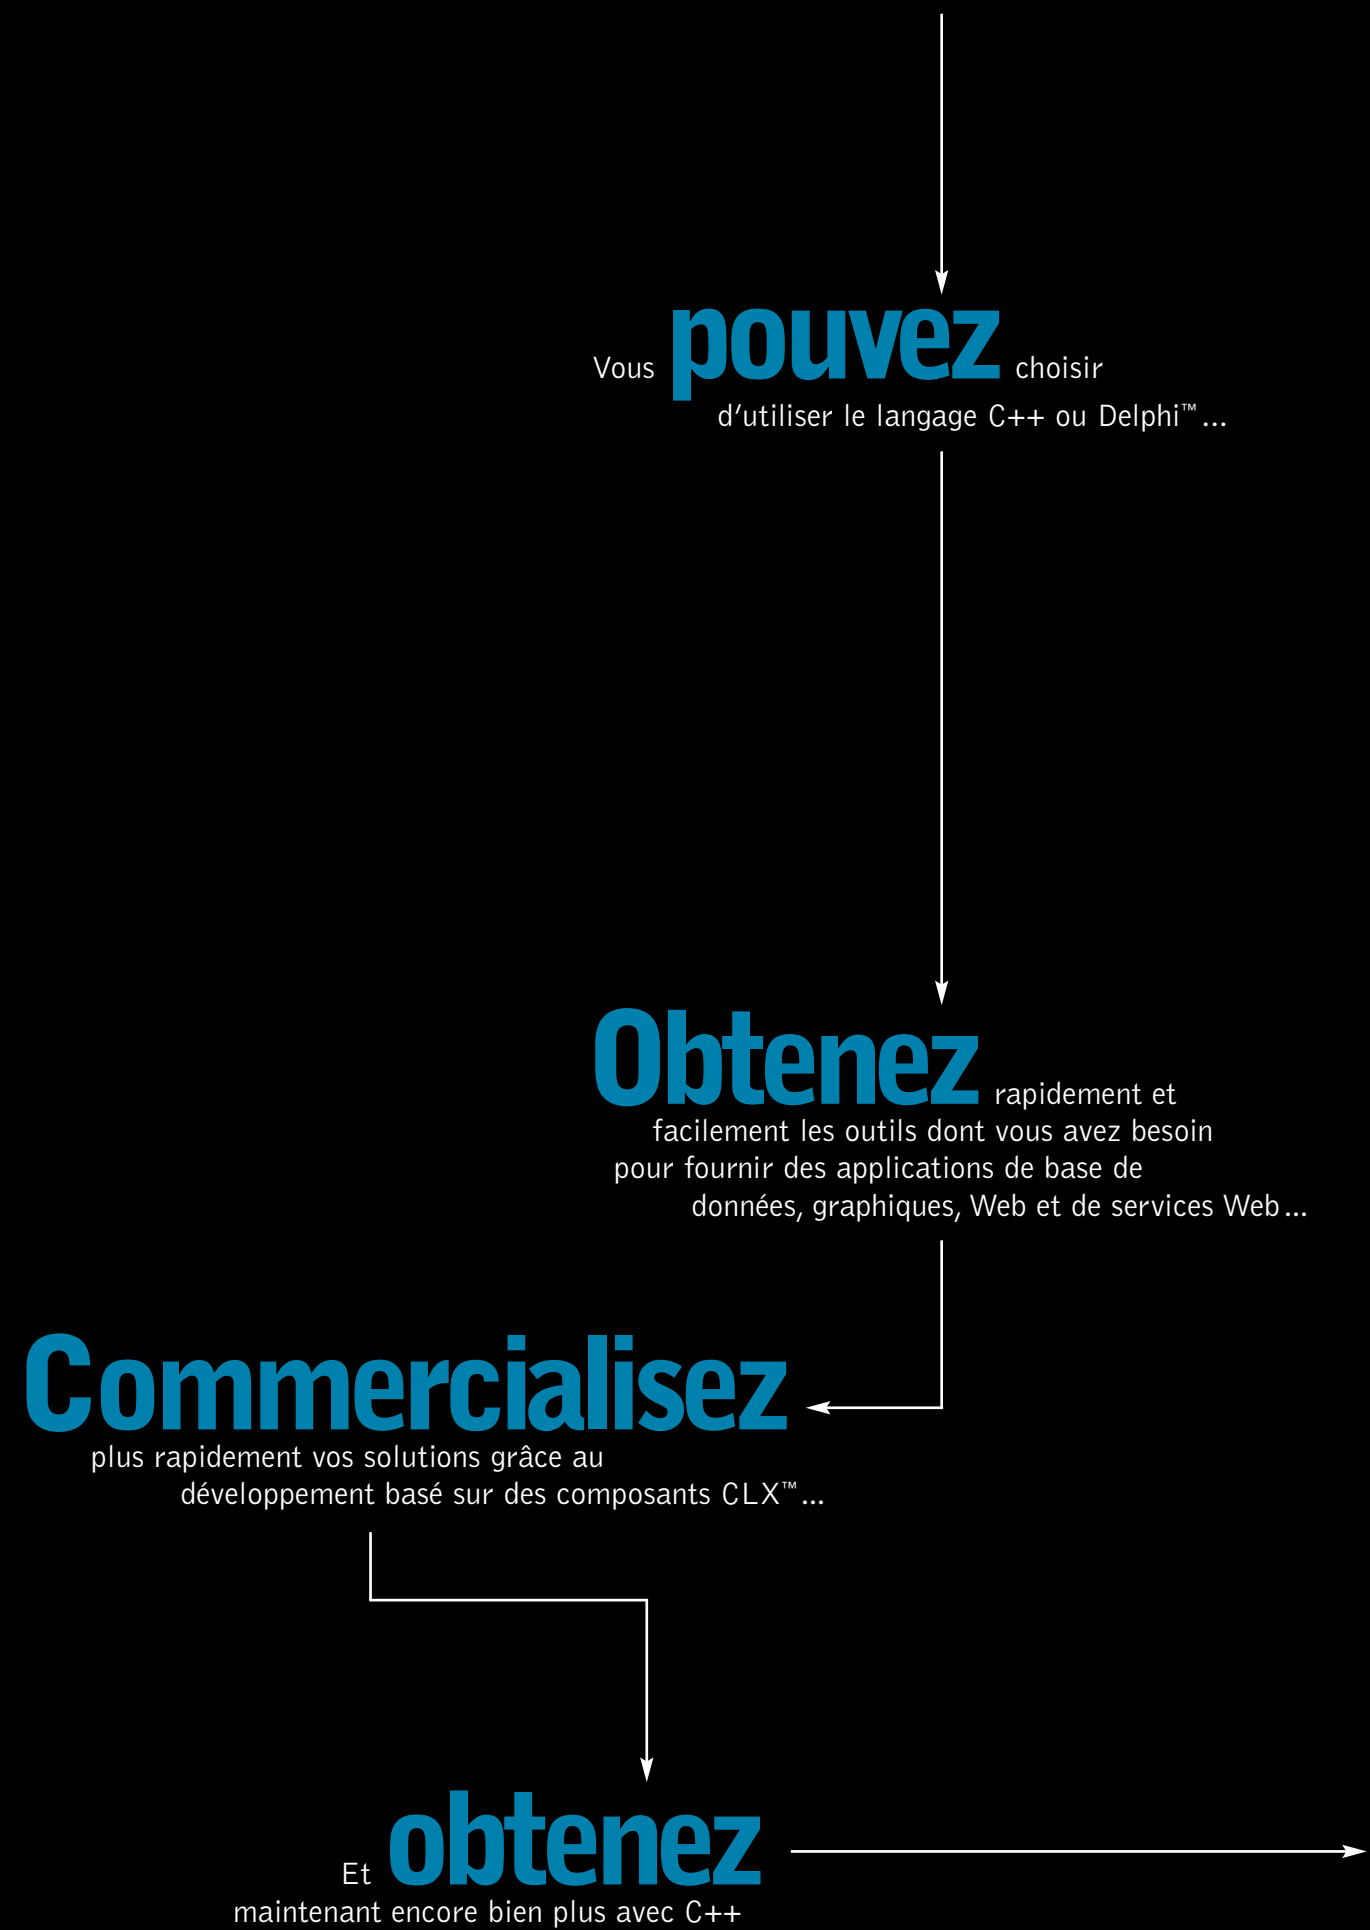 Vous pouvez choisir
d’utiliser le langage C++ ou Delphi™...
Obtenez rapidement et
facilement les outils dont vous avez besoin
pour fournir des applications de base de
données, graphiques, Web et de services Web...
Commercialisez
plus rapidement vos solutions grâce au
développement basé sur des composants CLX™...
Et obtenez
maintenant encore bien plus avec C++